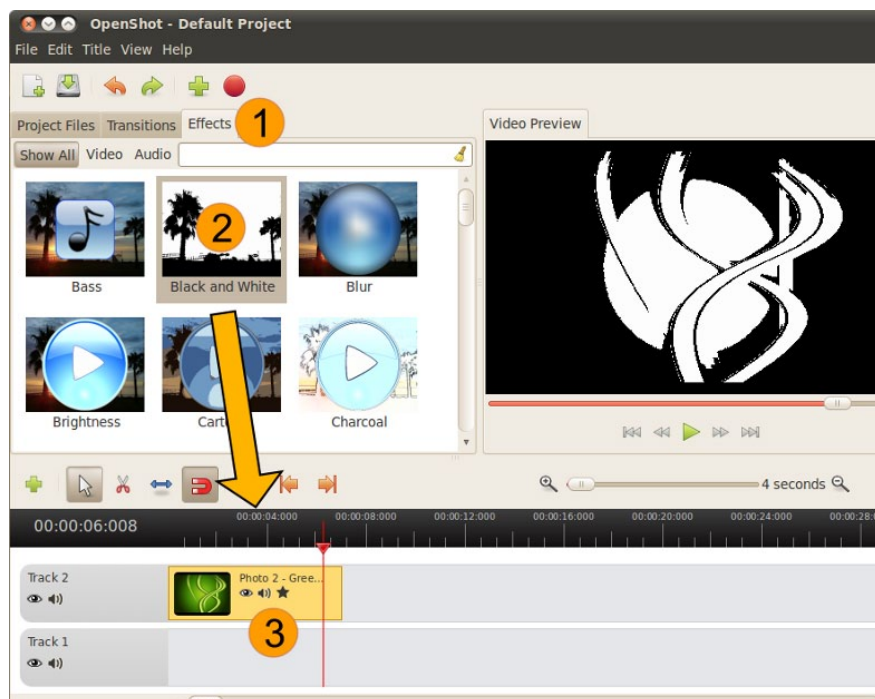 OpenShot - Default Project
File Edit Title View Help
Project Files Transitions Effects 1
Video Preview
Show All Video Audio
2
Bass Black and White Blur
Brightness Charcoal
4 seconds
00:00:06:008
00:00:04:000 00:00:08:000 00:00:12:000 00:00:16:000 00:00:20:000 00:00:24:000
Track 2
Photo 2 - Gree...
3
Track 1